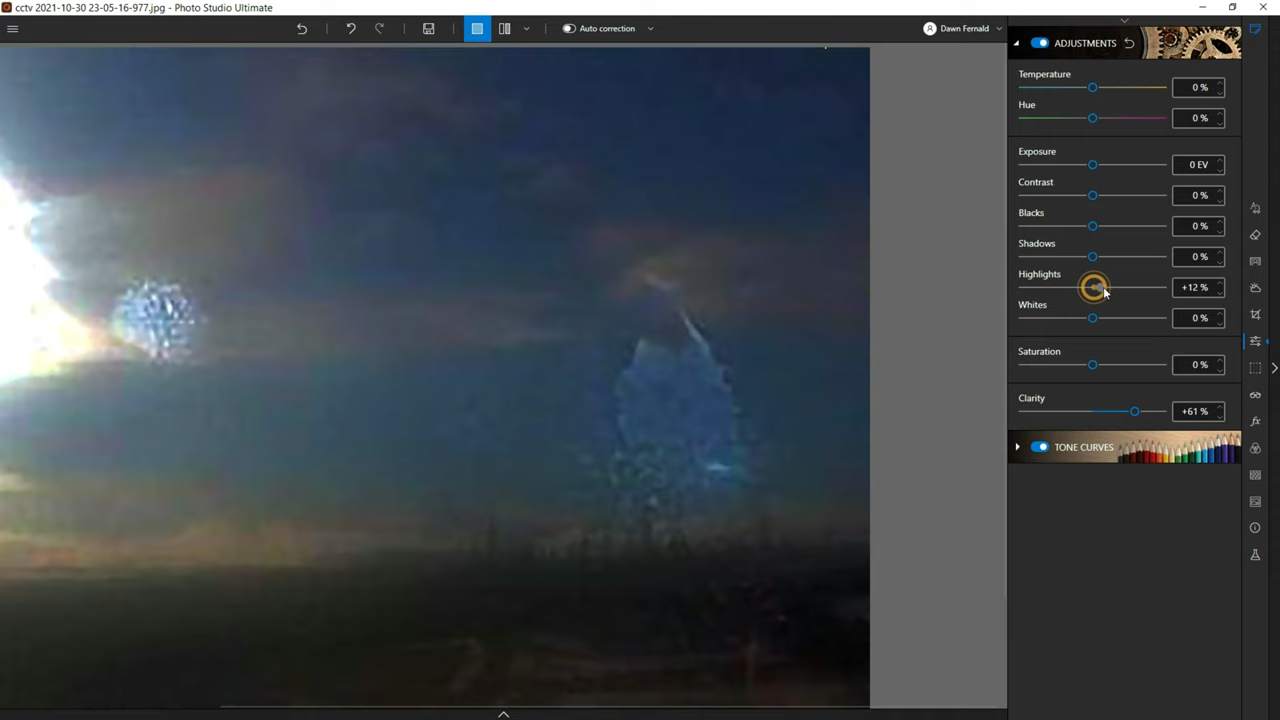 cctv 2021-10-30 23-05-16-977.jpg - Photo Studio Ultimate
Auto correction
Dawn Fernald
ADJUSTMENTS
Temperature
0 %
Hue
0 %
Exposure
0 EV
Contrast
0 %
Blacks
0 %
Shadows
0 %
Highlights
+12 %
Whites
0 %
Saturation
0 %
Clarity
+61 %
TONE CURVES